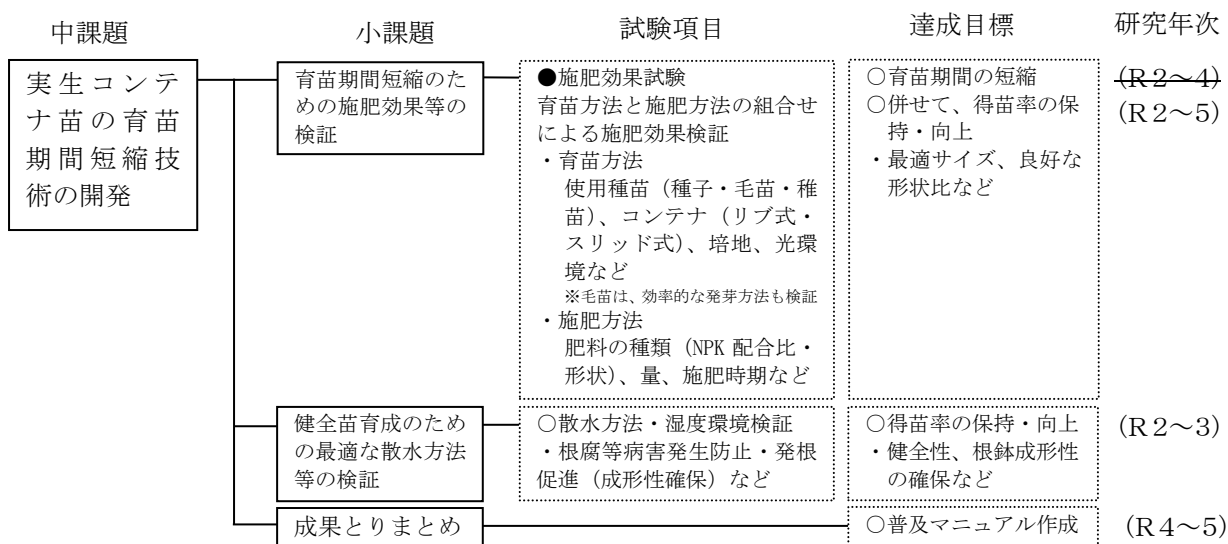 中課題 小課題 試験項目 達成目標 研究年次
実生コンテ
ナ苗の育苗
期間短縮技
術の開発
育苗期間短縮のた
めの施肥効果等の
検証
●施肥効果試験
育苗方法と施肥方法の組合せ
による施肥効果検証
・育苗方法
使用種苗（種子・毛苗・稚
苗）、コンテナ（リブ式・
スリッド式）、培地、光環
境など
※毛苗は、効率的な発芽方法も検証
・施肥方法
肥料の種類（NPK 配合比・
形状）、量、施肥時期など
○育苗期間の短縮
○併せて、得苗率の保
持・向上
・最適サイズ、良好な
形状比など
（R２～４）
（R２～５）
健全苗育成のため
の最適な散水方法
等の検証
○散水方法・湿度環境検証
・根腐等病害発生防止・発根
促進（成形性確保）など
○得苗率の保持・向上
・健全性、根鉢成形性
の確保など
（R２～３）
成果とりまとめ
○普及マニュアル作成
（R４～５）